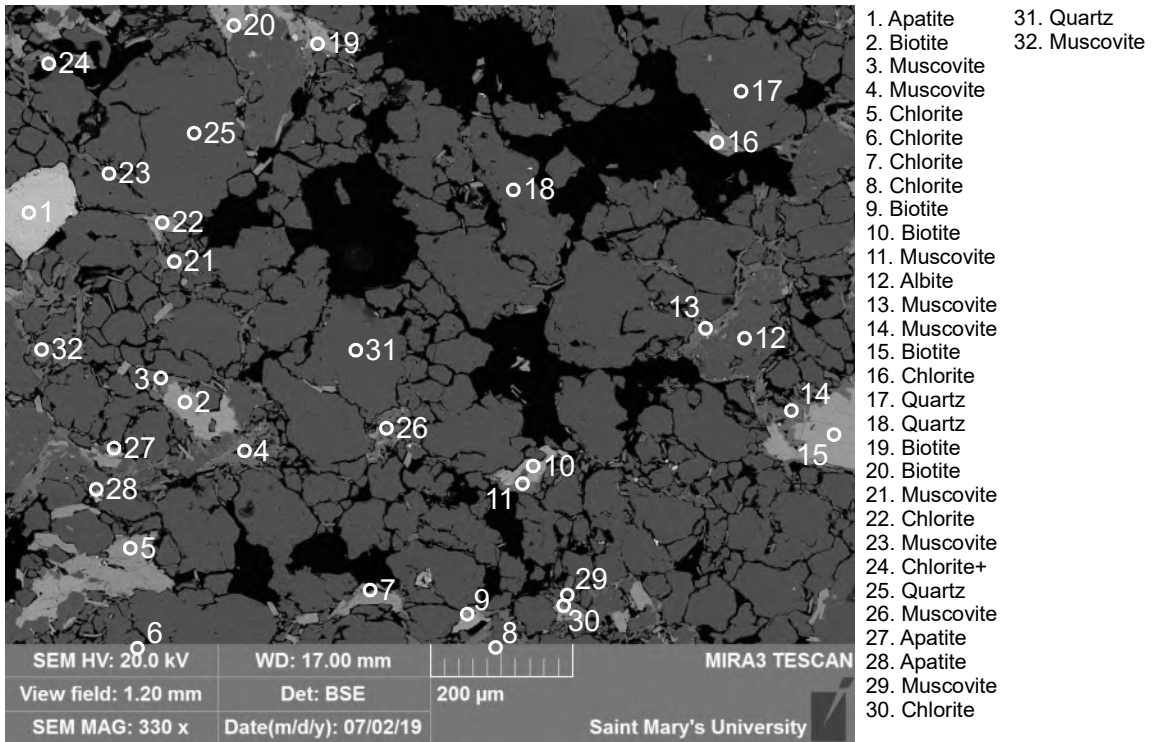 20
19
24
17
25
16
23
18
1
22
21
13
12
32
31
3
14
2
26
15
27
4
10
28
11
5
29
7
9
30
6
8
SEM HV: 20.0 kV
WD: 17.00 mm
MIRA3 TESCAN
View field: 1.20 mm
Det: BSE
200 µm
SEM MAG: 330 x
Date(m/d/y): 07/02/19
Saint Mary's University
1. Apatite
2. Biotite
3. Muscovite
4. Muscovite
5. Chlorite
6. Chlorite
7. Chlorite
8. Chlorite
9. Biotite
10. Biotite
11. Muscovite
12. Albite
13. Muscovite
14. Muscovite
15. Biotite
16. Chlorite
17. Quartz
18. Quartz
19. Biotite
20. Biotite
21. Muscovite
22. Chlorite
23. Muscovite
24. Chlorite+
25. Quartz
26. Muscovite
27. Apatite
28. Apatite
29. Muscovite
30. Chlorite
31. Quartz
32. Muscovite